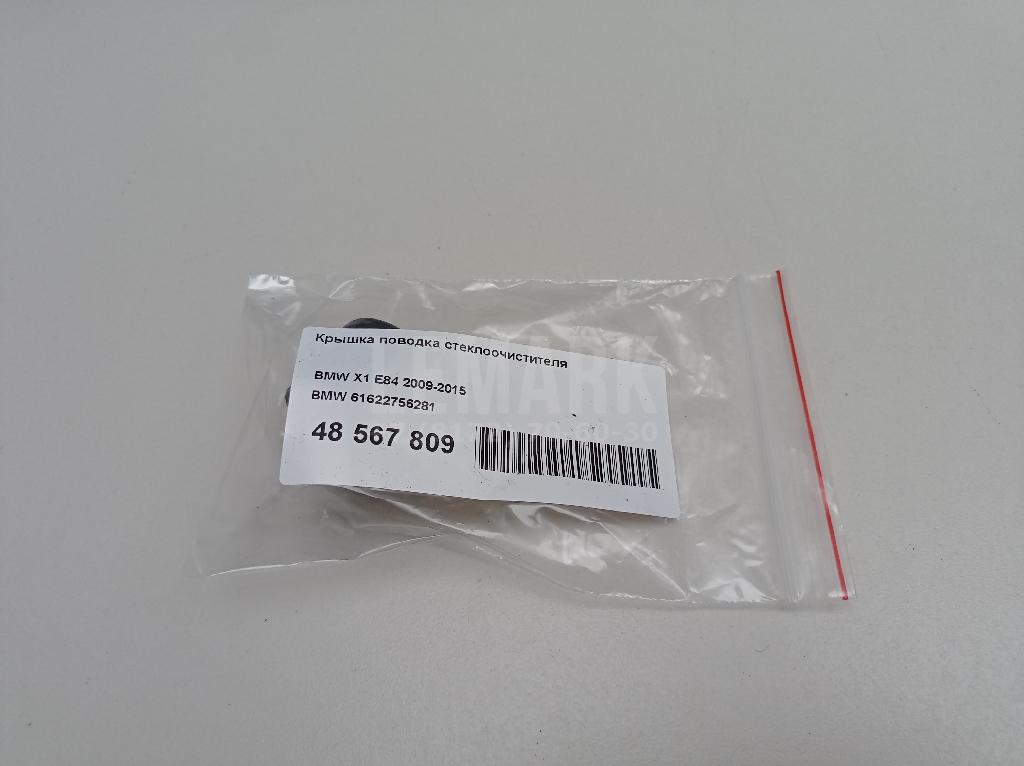 Крышка поводка стеклоочистителя
BMW X1 E84 2009-2015
BMW 61622756281
48 567 809